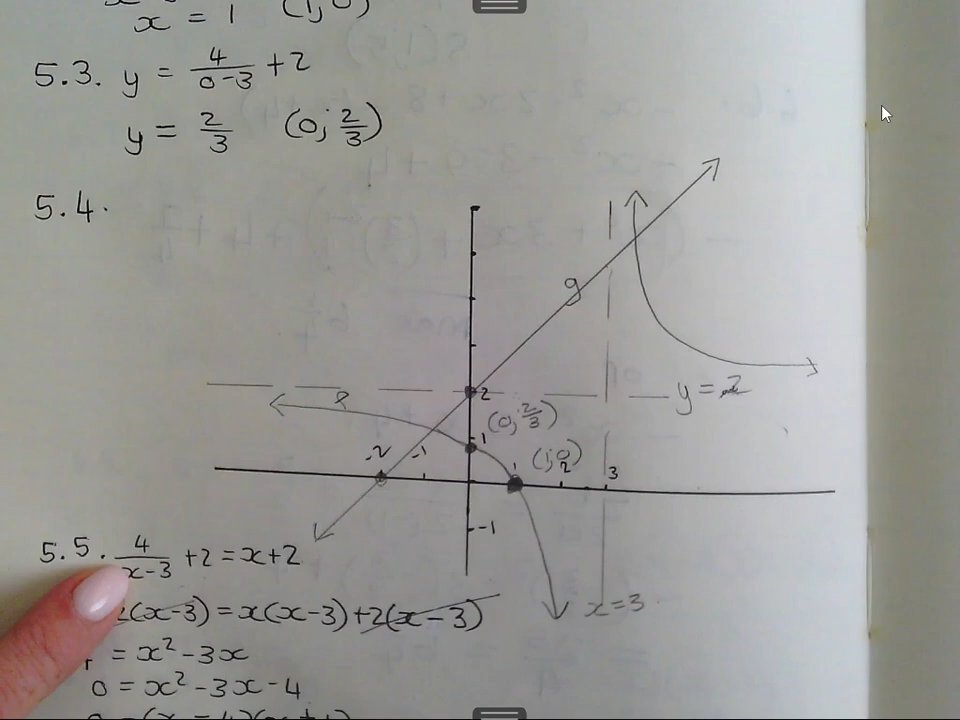 x = 1 (1;0)
5.3. y = 4/(0-3) + 2
y = 2/3 (0; 2/3)
5.4.
g
y = 2
2
(0; 2/3)
1
-2 -1 1 (1;0) 2 3
-1
x = 3
5.5. 4/(x-3) + 2 = x + 2
2(x-3) = x(x-3) + 2(x-3)
= x² - 3x
0 = x² - 3x - 4